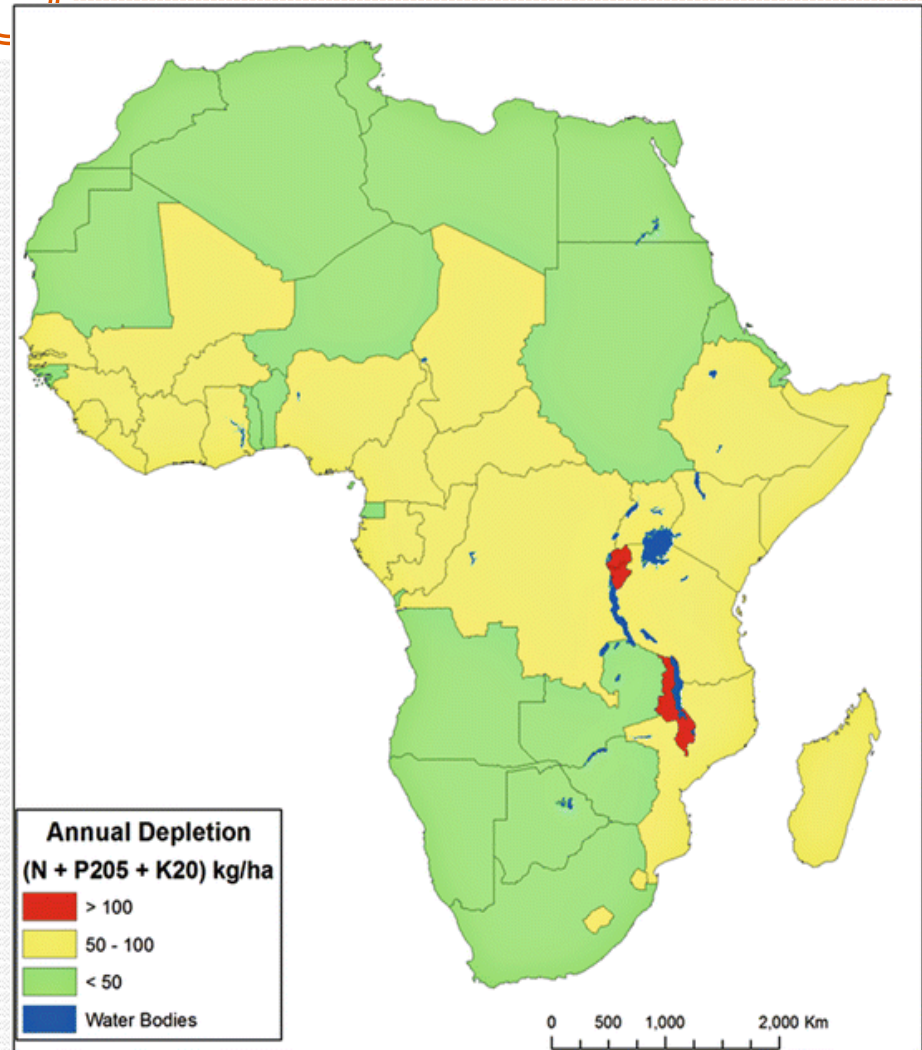 Annual Depletion
(N + P205 + K20) kg/ha
> 100
50 - 100
< 50
Water Bodies
0 500 1,000 2,000 Km